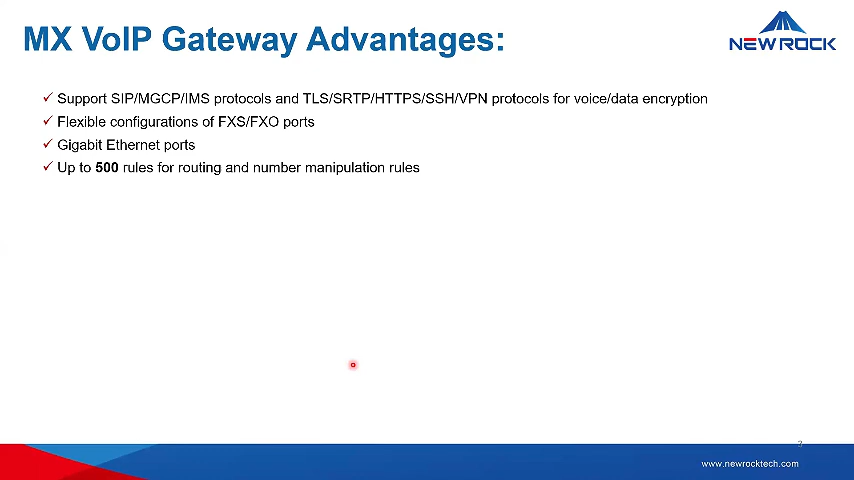 MX VoIP Gateway Advantages:
NEWROCK
Support SIP/MGCP/IMS protocols and TLS/SRTP/HTTPS/SSH/VPN protocols for voice/data encryption
Flexible configurations of FXS/FXO ports
Gigabit Ethernet ports
Up to 500 rules for routing and number manipulation rules
www.newrocktech.com